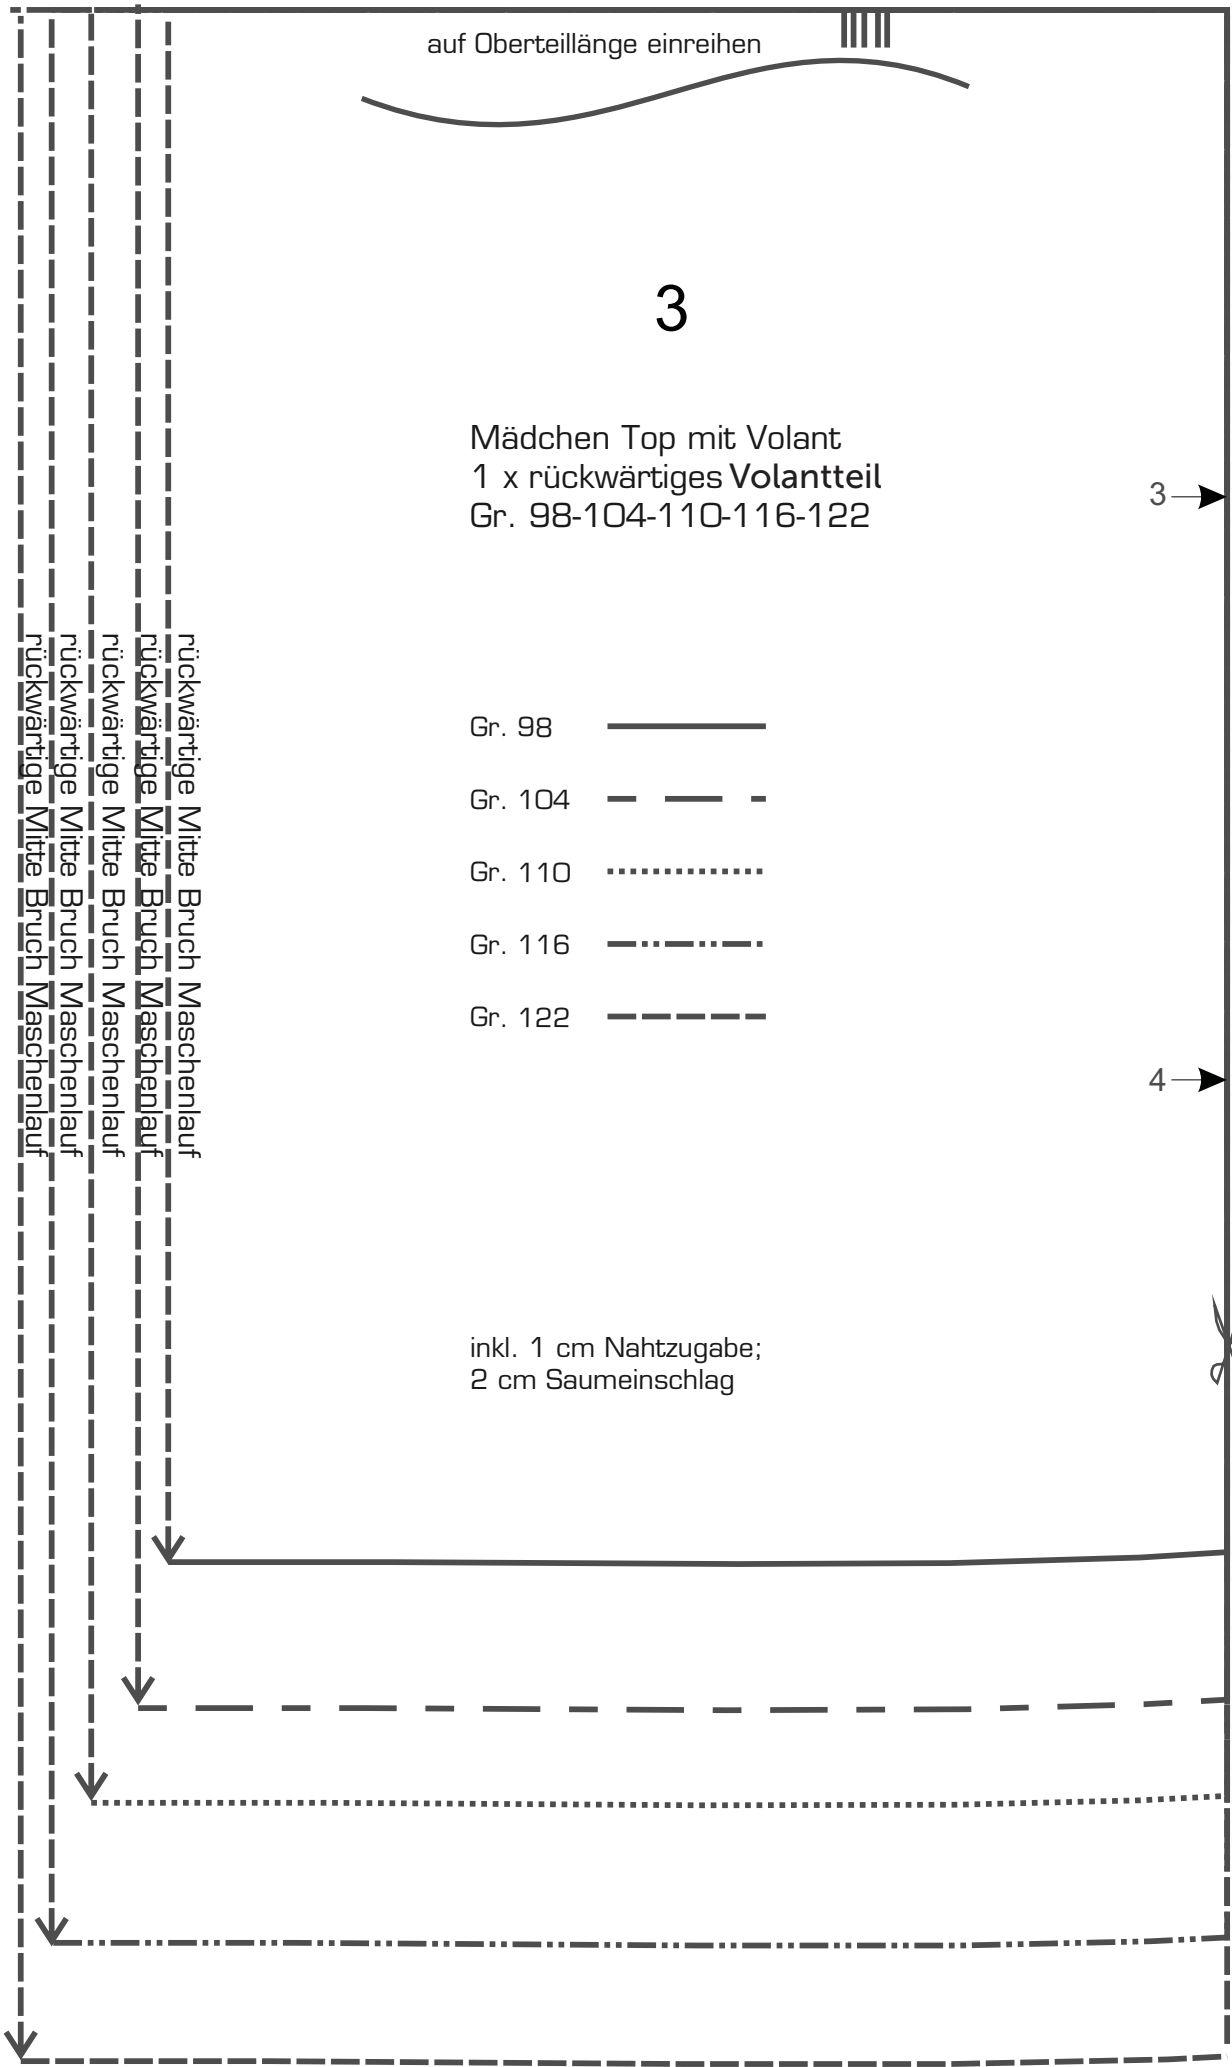 auf Oberteillänge einreihen
3
Mädchen Top mit Volant
1 x rückwärtiges Volantteil
Gr. 98-104-110-116-122
3
rückwärtige Mitte Bruch Maschenlauf
rückwärtige Mitte Bruch Maschenlauf
rückwärtige Mitte Bruch Maschenlauf
rückwärtige Mitte Bruch Maschenlauf
rückwärtige Mitte Bruch Maschenlauf
Gr. 98
Gr. 104
Gr. 110
Gr. 116
Gr. 122
4
inkl. 1 cm Nahtzugabe;
2 cm Saumeinschlag